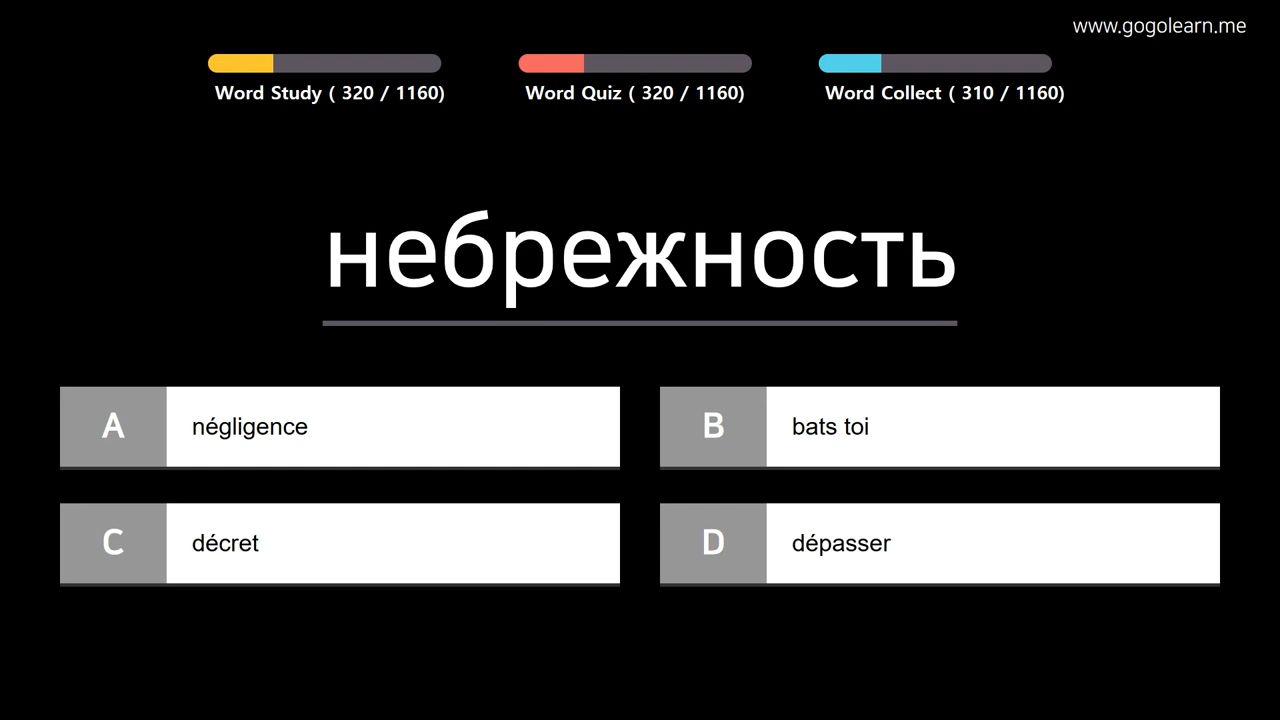 www.gogolearn.me
Word Study ( 320 / 1160)
Word Quiz ( 320 / 1160)
Word Collect ( 310 / 1160)
небрежность
A
négligence
B
bats toi
C
décret
D
dépasser